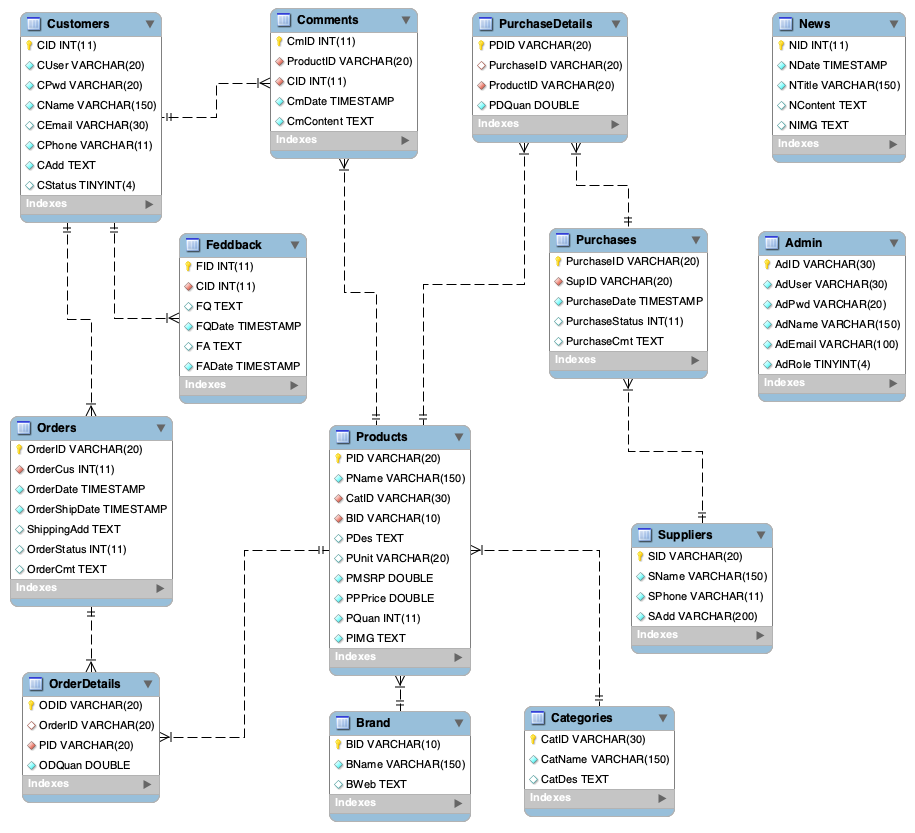 Customers
CID INT(11)
CUser VARCHAR(20)
CPwd VARCHAR(20)
CName VARCHAR(150)
CEmail VARCHAR(30)
CPhone VARCHAR(11)
CAdd TEXT
CStatus TINYINT(4)
Indexes
Comments
CmID INT(11)
ProductID VARCHAR(20)
CID INT(11)
CmDate TIMESTAMP
CmContent TEXT
Indexes
PurchaseDetails
PDID VARCHAR(20)
PurchaseID VARCHAR(20)
ProductID VARCHAR(20)
PDQuan DOUBLE
Indexes
News
NID INT(11)
NDate TIMESTAMP
NTitle VARCHAR(150)
NContent TEXT
NIMG TEXT
Indexes
Feddback
FID INT(11)
CID INT(11)
FQ TEXT
FQDate TIMESTAMP
FA TEXT
FADate TIMESTAMP
Indexes
Purchases
PurchaseID VARCHAR(20)
SupID VARCHAR(20)
PurchaseDate TIMESTAMP
PurchaseStatus INT(11)
PurchaseCmt TEXT
Indexes
Admin
AdID VARCHAR(30)
AdUser VARCHAR(30)
AdPwd VARCHAR(20)
AdName VARCHAR(150)
AdEmail VARCHAR(100)
AdRole TINYINT(4)
Indexes
Orders
OrderID VARCHAR(20)
OrderCus INT(11)
OrderDate TIMESTAMP
OrderShipDate TIMESTAMP
ShippingAdd TEXT
OrderStatus INT(11)
OrderCmt TEXT
Indexes
Products
PID VARCHAR(20)
PName VARCHAR(150)
CatID VARCHAR(30)
BID VARCHAR(10)
PDes TEXT
PUnit VARCHAR(20)
PMSRP DOUBLE
PPPrice DOUBLE
PQuan INT(11)
PIMG TEXT
Indexes
Suppliers
SID VARCHAR(20)
SName VARCHAR(150)
SPhone VARCHAR(11)
SAdd VARCHAR(200)
Indexes
OrderDetails
ODID VARCHAR(20)
OrderID VARCHAR(20)
PID VARCHAR(20)
ODQuan DOUBLE
Indexes
Brand
BID VARCHAR(10)
BName VARCHAR(150)
BWeb TEXT
Indexes
Categories
CatID VARCHAR(30)
CatName VARCHAR(150)
CatDes TEXT
Indexes